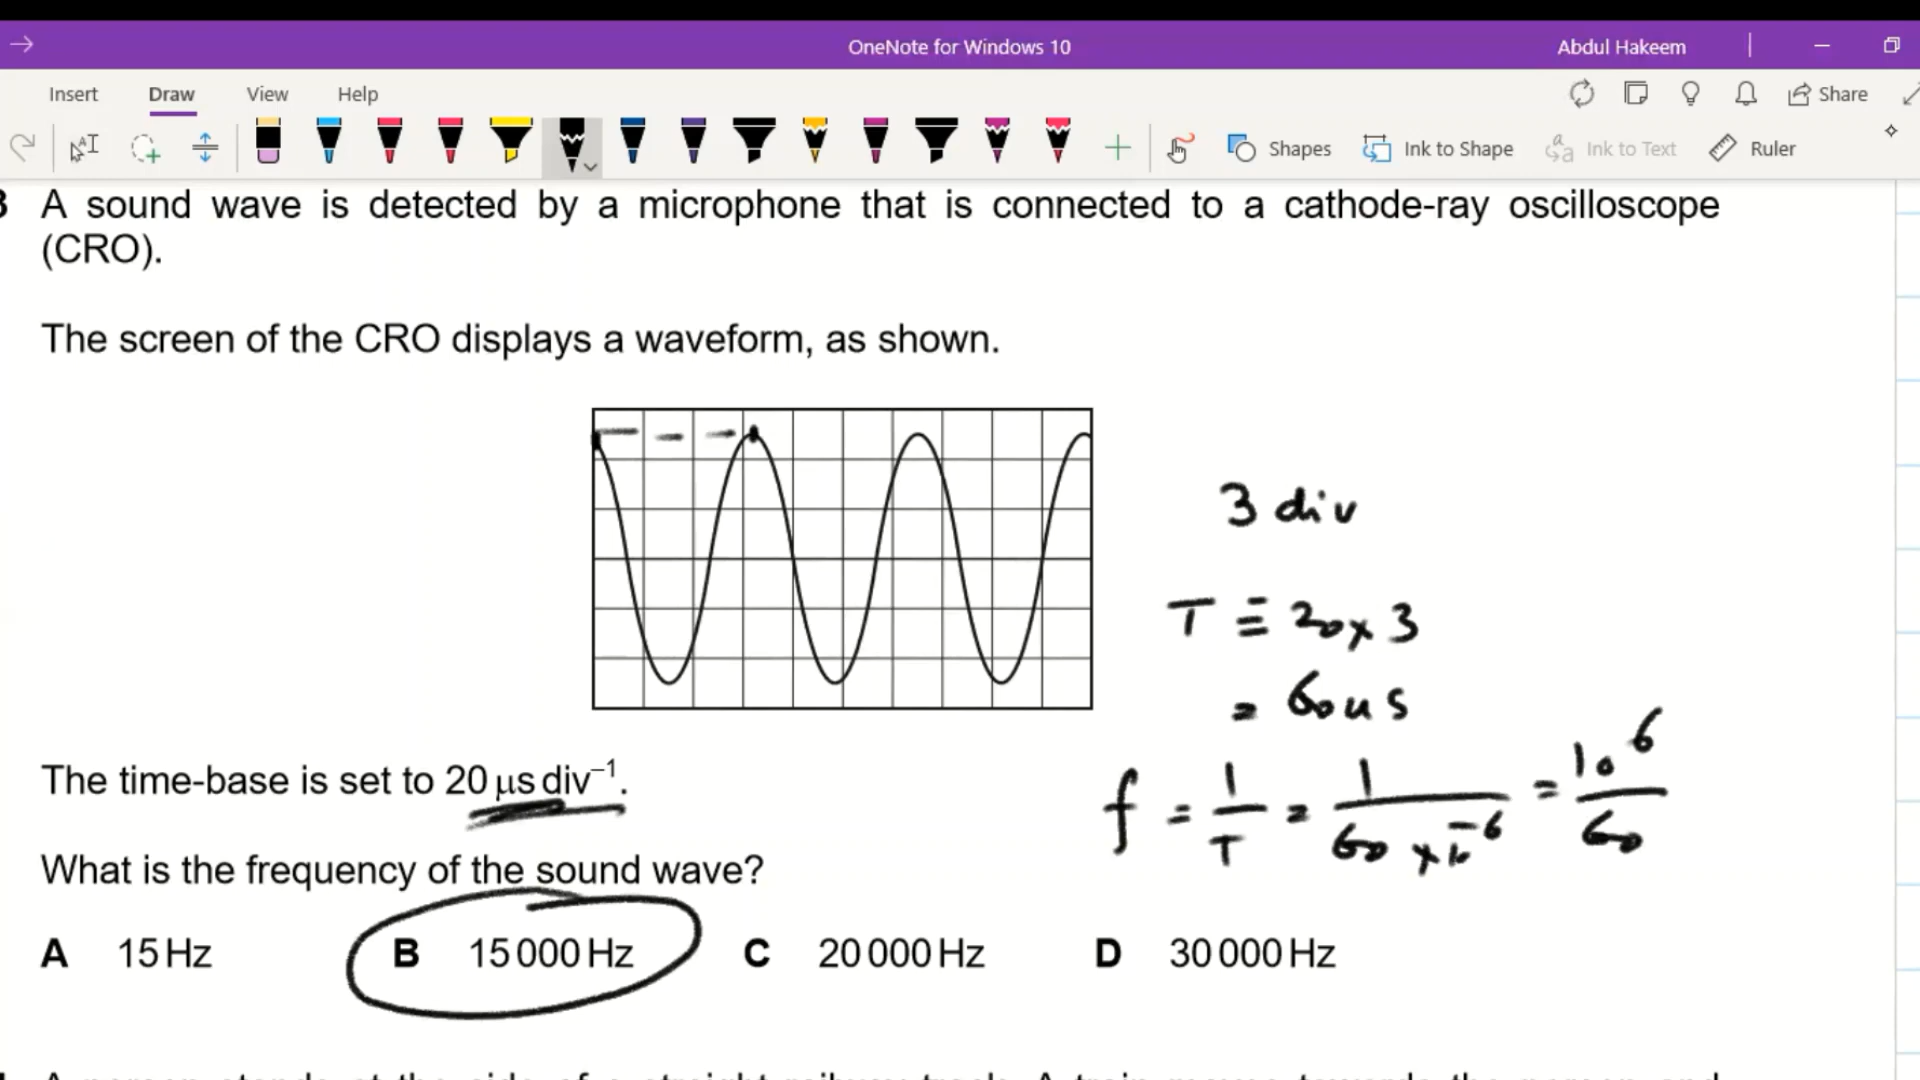 OneNote for Windows 10
Abdul Hakeem
Insert Draw View Help
Share
Shapes Ink to Shape Ink to Text Ruler
A sound wave is detected by a microphone that is connected to a cathode-ray oscilloscope
(CRO).
The screen of the CRO displays a waveform, as shown.
3 div
T = 20 x 3
= 60 us
The time-base is set to 20 µs div⁻¹.
f = 1/T = 1/(60 x 10⁻⁶) = 10⁶/60
What is the frequency of the sound wave?
A 15 Hz B 15 000 Hz C 20 000 Hz D 30 000 Hz